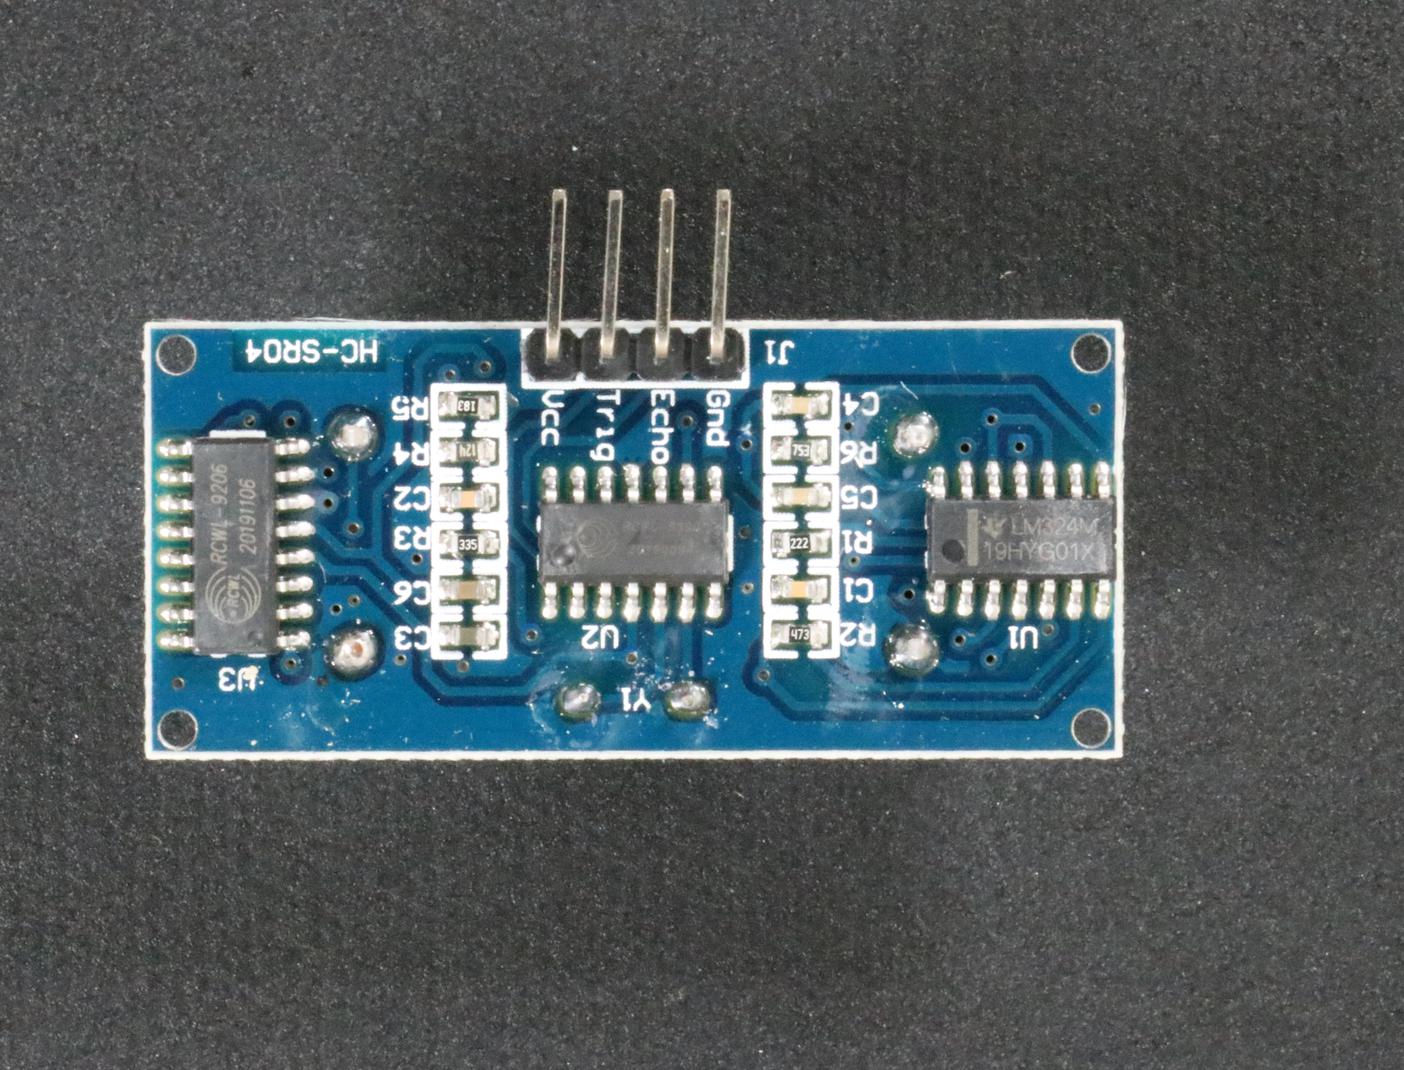 HC-SR04
J1
Vcc
Trig
Echo
Gnd
R5
183
R4
124
C2
R3
335
C6
C3
C4
R6
753
C5
R1
222
C1
R2
473
RCWL-9206
20191106
RCWL
U3
U2
Y1
LM324M
19HYG01X
U1